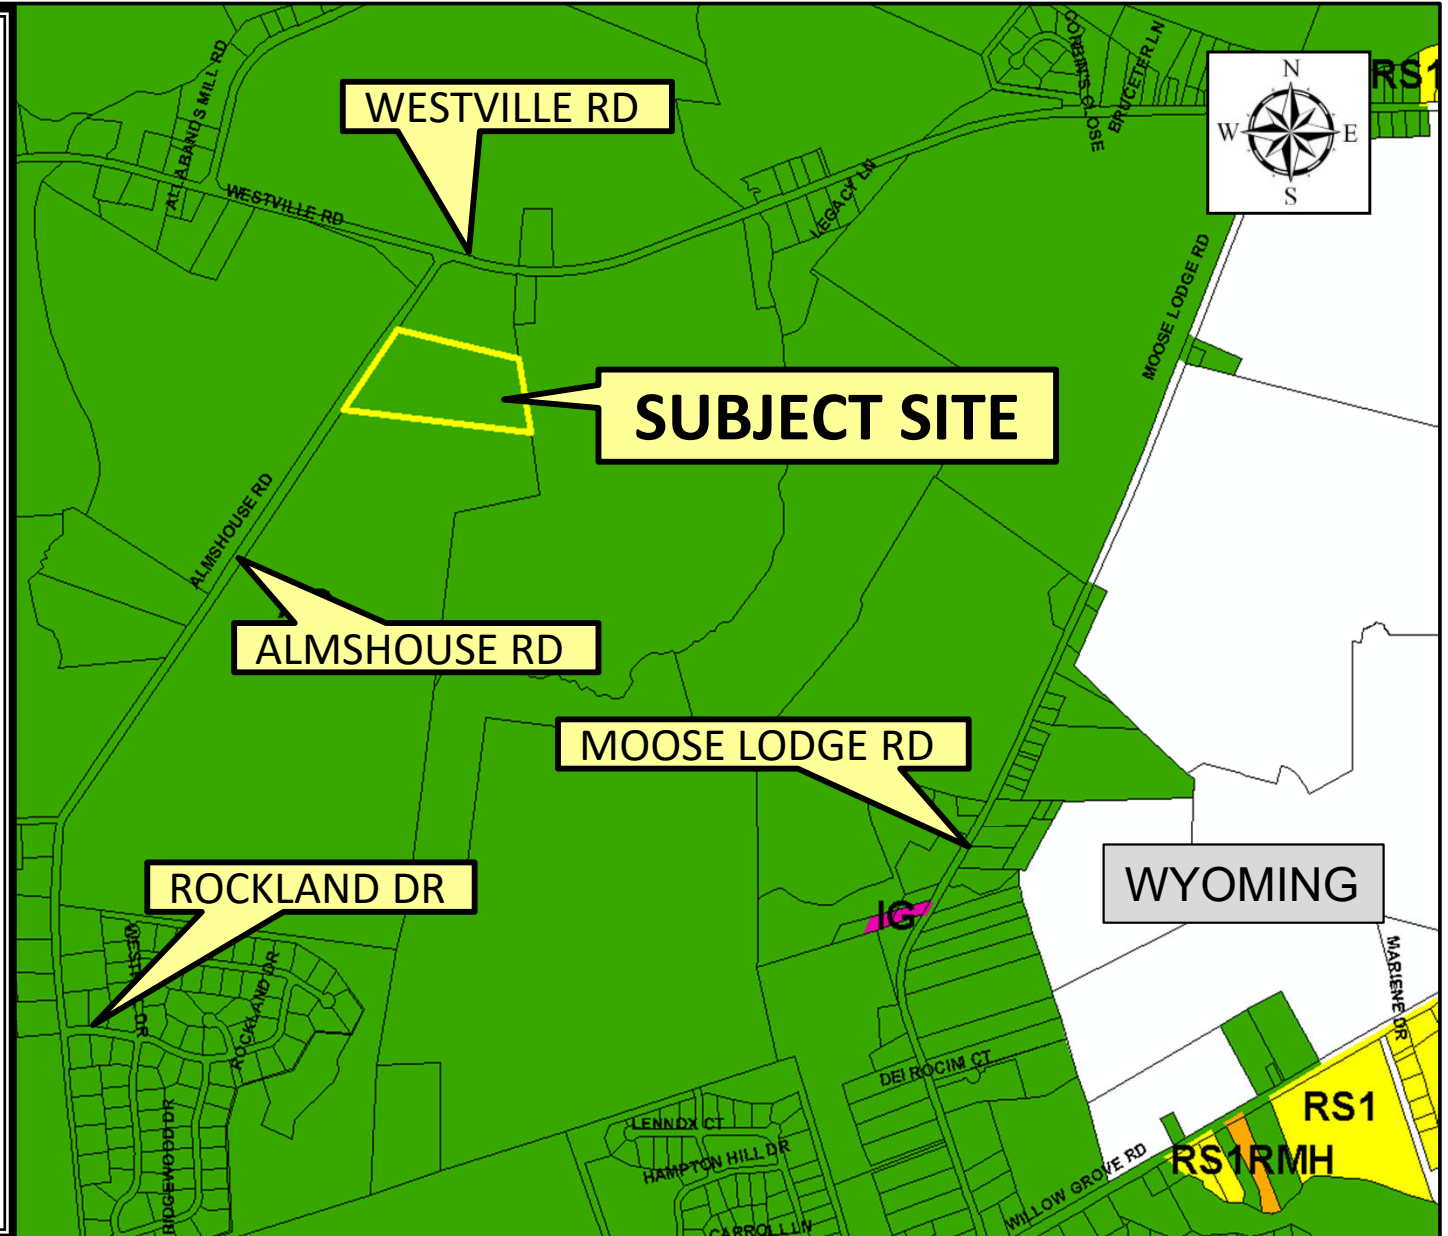 CORBIN'S CLOSE
BRUCETER LN
ALLABANDS MILL RD
WESTVILLE RD
RS1
N
W
E
S
WESTVILLE RD
LEGACY LN
MOOSE LODGE RD
SUBJECT SITE
ALMSHOUSE RD
ALMSHOUSE RD
MOOSE LODGE RD
ROCKLAND DR
WYOMING
IG
ROCKLAND DR
MARIENE DR
DEI ROCINI CT
RS1
LENNOX CT
HAMPTON HILL DR
RS1RMH
WILLOW GROVE RD
RIDGEWOOD DR
CARROLL LN